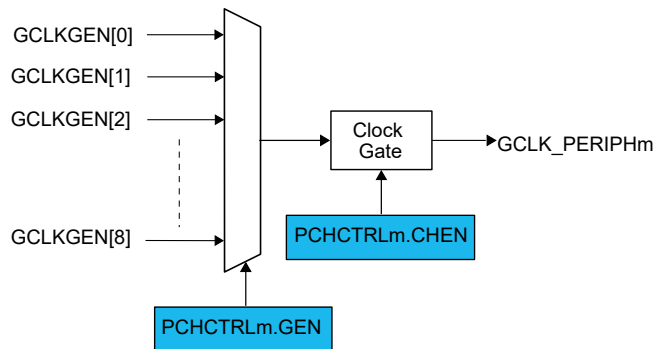 GCLKGEN[0]
GCLKGEN[1]
GCLKGEN[2]
GCLKGEN[8]
Clock
Gate
GCLK_PERIPHm
PCHCTRLm.CHEN
PCHCTRLm.GEN